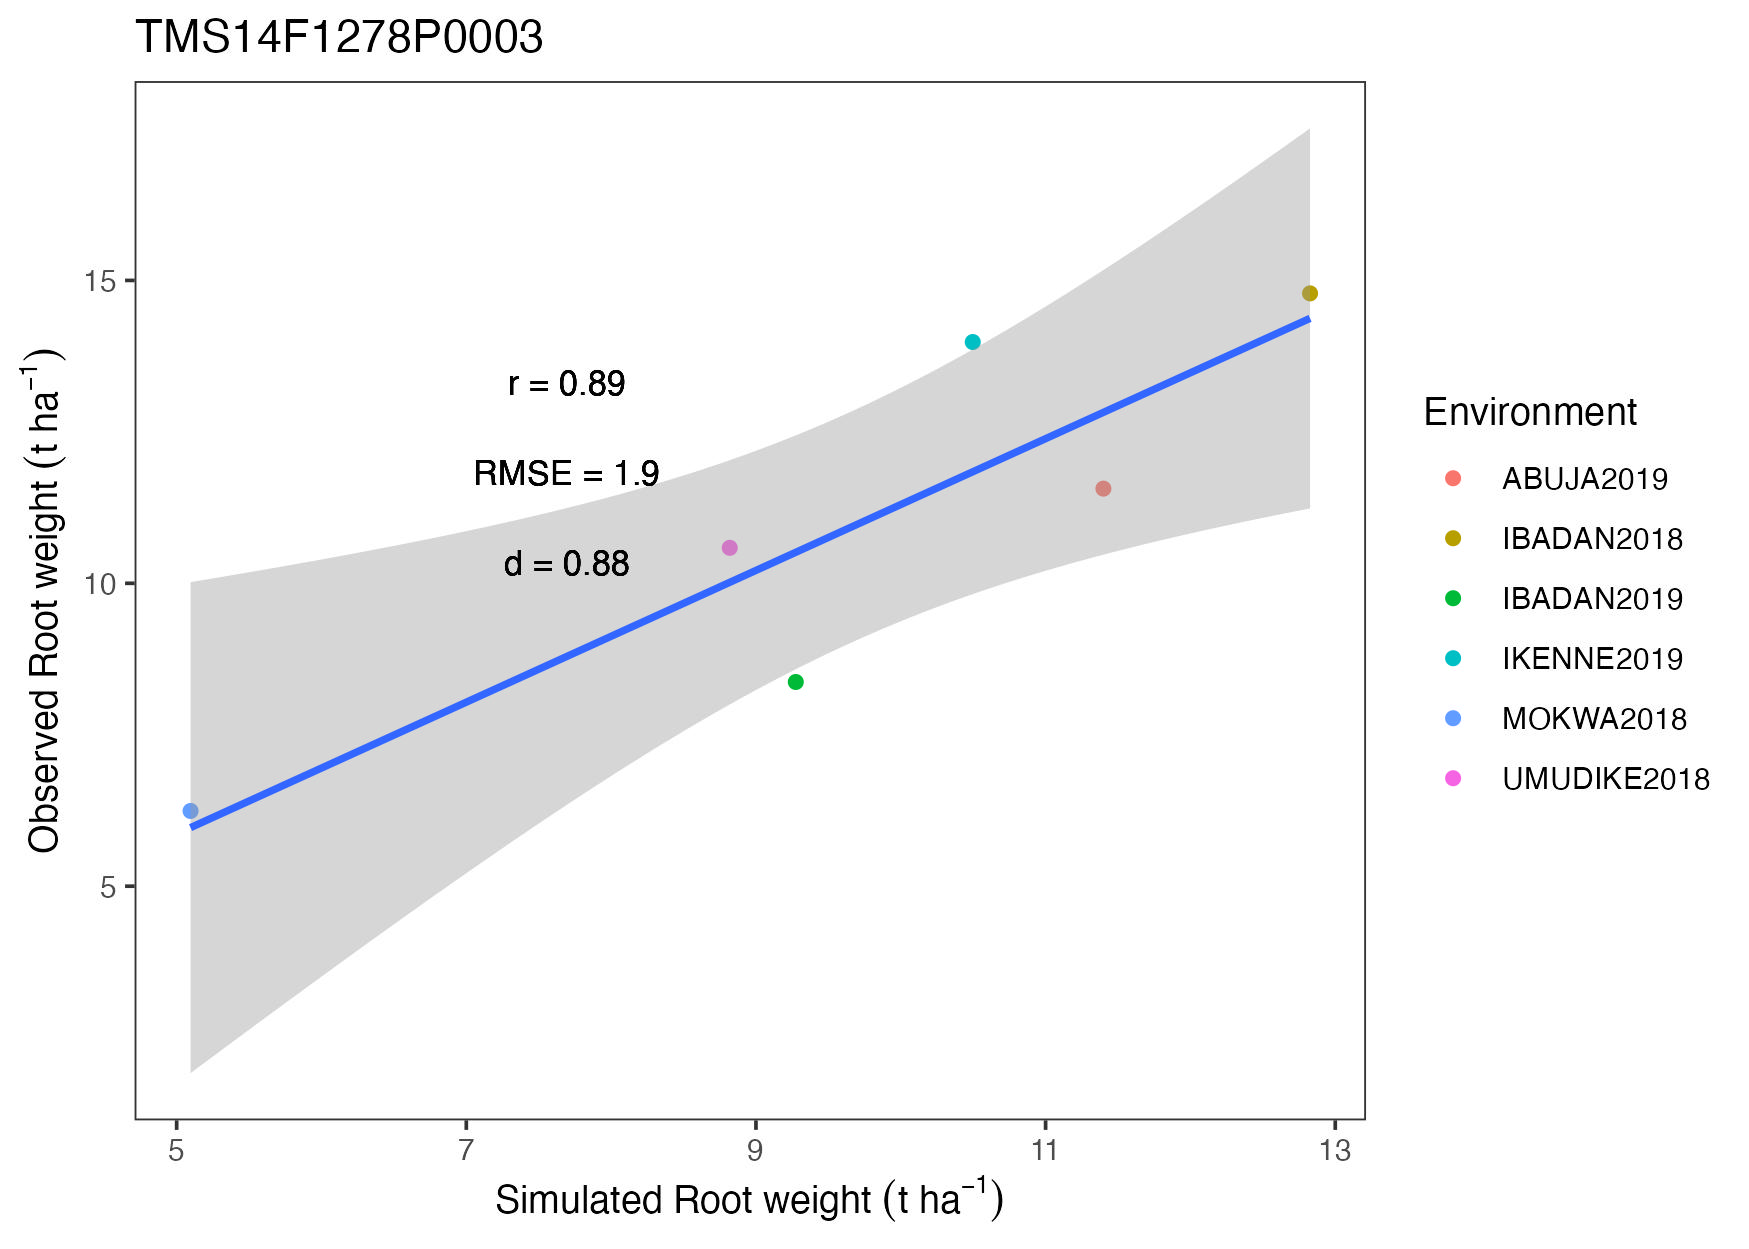 TMS14F1278P0003
Observed Root weight (t ha⁻¹)
15
10
5
r = 0.89
RMSE = 1.9
d = 0.88
5 7 9 11 13
Simulated Root weight (t ha⁻¹)
Environment
ABUJA2019
IBADAN2018
IBADAN2019
IKENNE2019
MOKWA2018
UMUDIKE2018